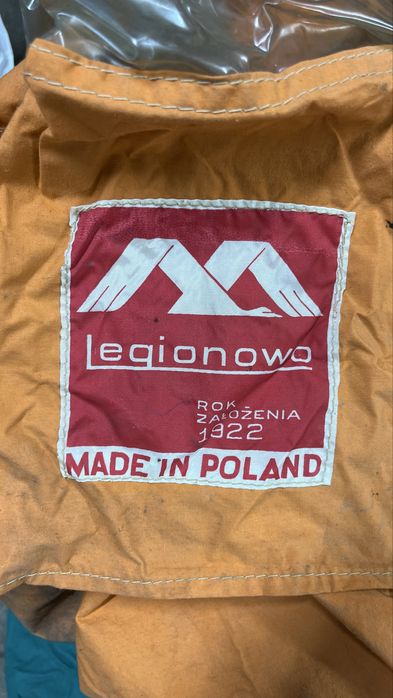 Legionowo
ROK
ZAŁOŻENIA
1922
MADE IN POLAND